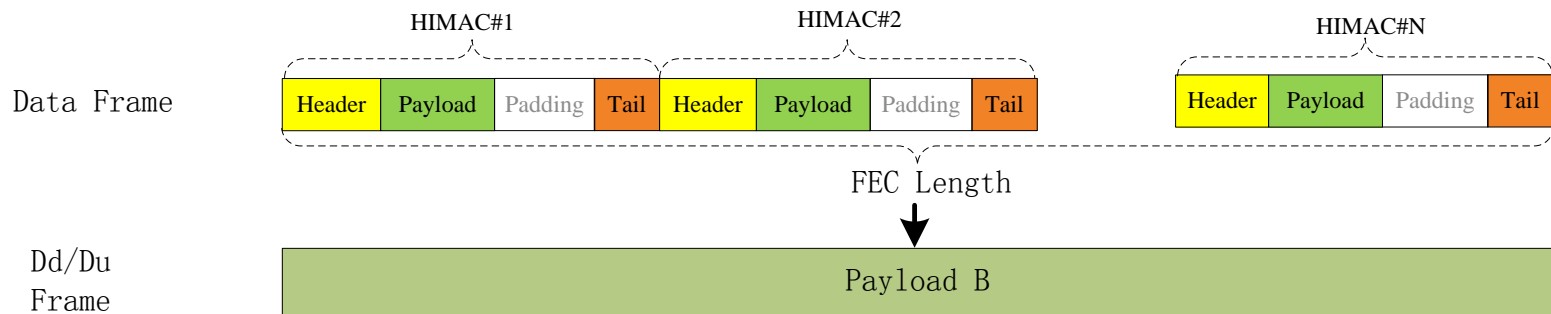 HIMAC#1 HIMAC#2 HIMAC#N
Data Frame Header Payload Padding Tail Header Payload Padding Tail Header Payload Padding Tail
FEC Length
Dd/Du
Frame
Payload B